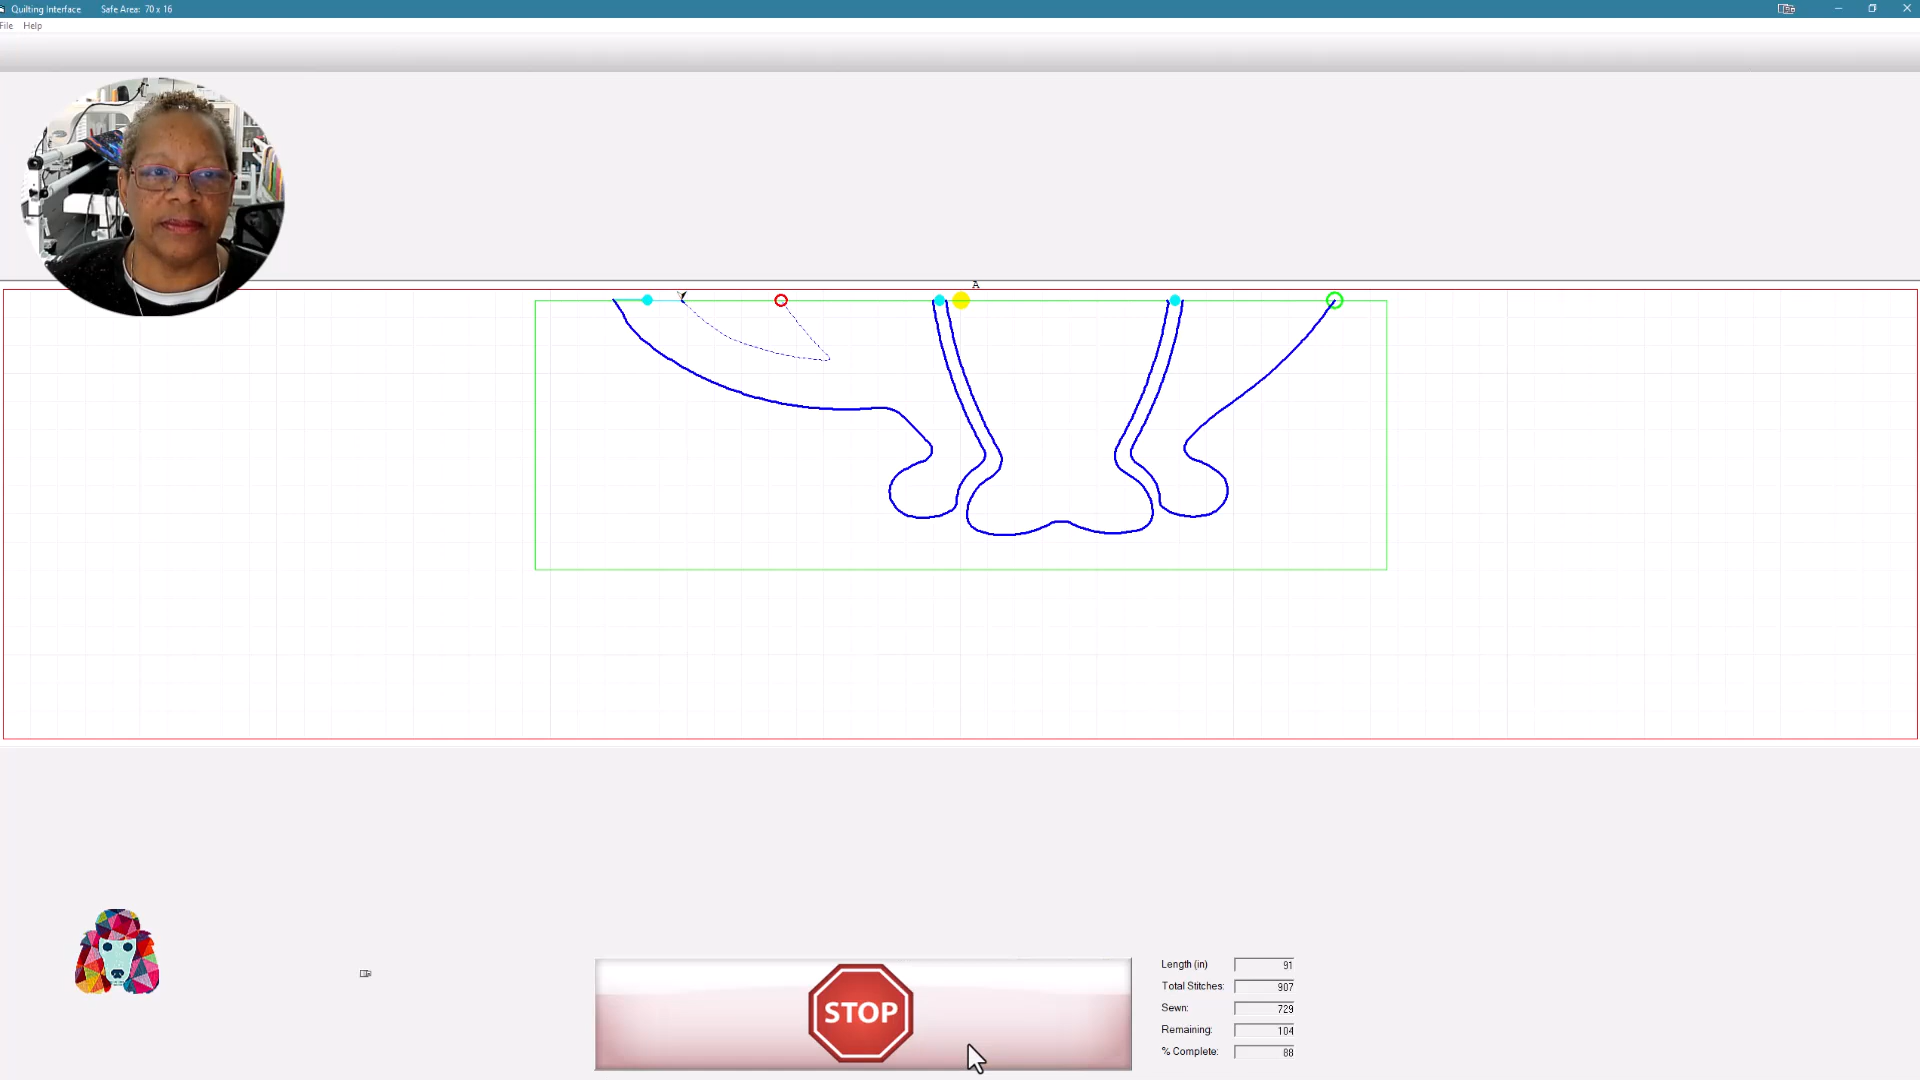 Quilting Interface Safe Area: 70 x 16
File Help
A
STOP
Length (in) 91
Total Stitches: 907
Sewn: 729
Remaining: 104
% Complete: 88